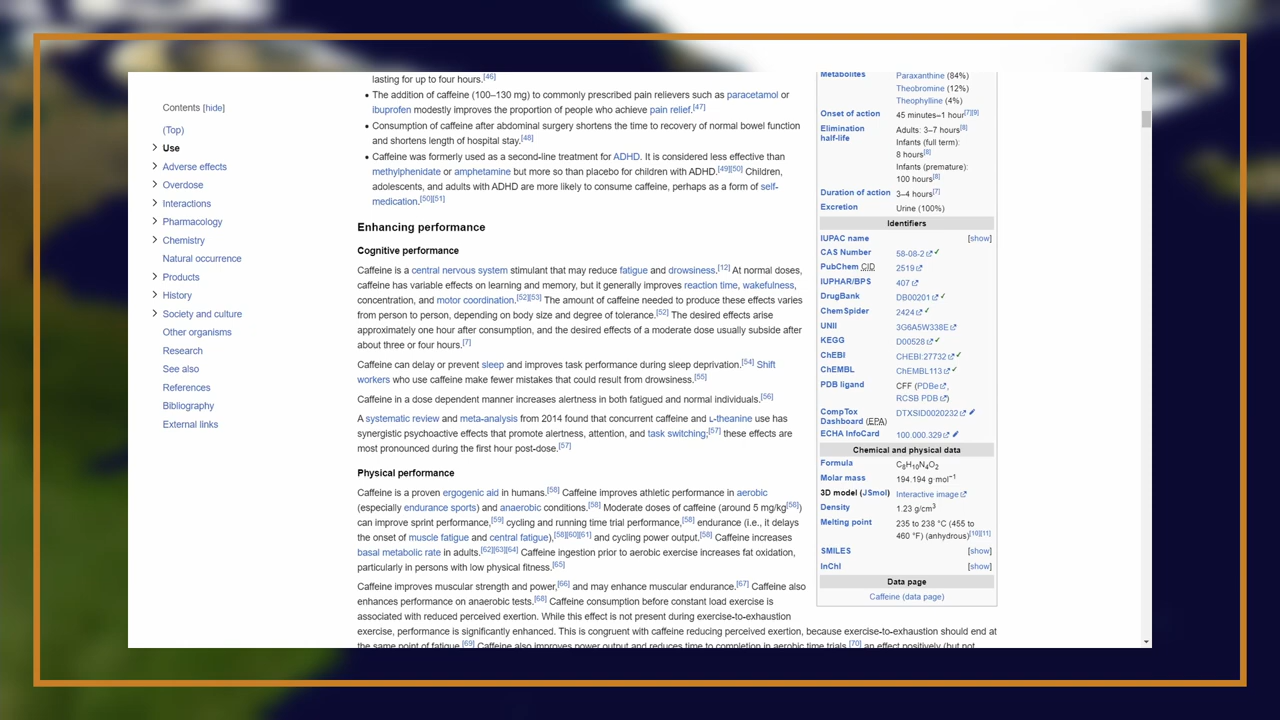 Contents [hide]
(Top)
Use
Adverse effects
Overdose
Interactions
Pharmacology
Chemistry
Natural occurrence
Products
History
Society and culture
Other organisms
Research
See also
References
Bibliography
External links
lasting for up to four hours.[46]
• The addition of caffeine (100–130 mg) to commonly prescribed pain relievers such as paracetamol or
ibuprofen modestly improves the proportion of people who achieve pain relief.[47]
• Consumption of caffeine after abdominal surgery shortens the time to recovery of normal bowel function
and shortens length of hospital stay.[48]
• Caffeine was formerly used as a second-line treatment for ADHD. It is considered less effective than
methylphenidate or amphetamine but more so than placebo for children with ADHD.[49][50] Children,
adolescents, and adults with ADHD are more likely to consume caffeine, perhaps as a form of self-
medication.[50][51]
Enhancing performance
Cognitive performance
Caffeine is a central nervous system stimulant that may reduce fatigue and drowsiness.[12] At normal doses,
caffeine has variable effects on learning and memory, but it generally improves reaction time, wakefulness,
concentration, and motor coordination.[52][53] The amount of caffeine needed to produce these effects varies
from person to person, depending on body size and degree of tolerance.[52] The desired effects arise
approximately one hour after consumption, and the desired effects of a moderate dose usually subside after
about three or four hours.[7]
Caffeine can delay or prevent sleep and improves task performance during sleep deprivation.[54] Shift
workers who use caffeine make fewer mistakes that could result from drowsiness.[55]
Caffeine in a dose dependent manner increases alertness in both fatigued and normal individuals.[56]
A systematic review and meta-analysis from 2014 found that concurrent caffeine and L-theanine use has
synergistic psychoactive effects that promote alertness, attention, and task switching;[57] these effects are
most pronounced during the first hour post-dose.[57]
Physical performance
Caffeine is a proven ergogenic aid in humans.[58] Caffeine improves athletic performance in aerobic
(especially endurance sports) and anaerobic conditions.[58] Moderate doses of caffeine (around 5 mg/kg[58])
can improve sprint performance,[59] cycling and running time trial performance,[58] endurance (i.e., it delays
the onset of muscle fatigue and central fatigue),[58][60][61] and cycling power output.[58] Caffeine increases
basal metabolic rate in adults.[62][63][64] Caffeine ingestion prior to aerobic exercise increases fat oxidation,
particularly in persons with low physical fitness.[65]
Caffeine improves muscular strength and power,[66] and may enhance muscular endurance.[67] Caffeine also
enhances performance on anaerobic tests.[68] Caffeine consumption before constant load exercise is
associated with reduced perceived exertion. While this effect is not present during exercise-to-exhaustion
exercise, performance is significantly enhanced. This is congruent with caffeine reducing perceived exertion, because exercise-to-exhaustion should end at
the same point of fatigue.[69] Caffeine also improves power output and reduces time to completion in aerobic time trials,[70] an effect positively (but not
Metabolites Paraxanthine (84%)
Theobromine (12%)
Theophylline (4%)
Onset of action 45 minutes–1 hour[7][9]
Elimination Adults: 3–7 hours[8]
half-life Infants (full term):
8 hours[8]
Infants (premature):
100 hours[8]
Duration of action 3–4 hours[7]
Excretion Urine (100%)
Identifiers
IUPAC name [show]
CAS Number 58-08-2 ✓
PubChem CID 2519
IUPHAR/BPS 407
DrugBank DB00201 ✓
ChemSpider 2424 ✓
UNII 3G6A5W338E
KEGG D00528 ✓
ChEBI CHEBI:27732 ✓
ChEMBL ChEMBL113 ✓
PDB ligand CFF (PDBe,
RCSB PDB)
CompTox DTXSID0020232
Dashboard (EPA)
ECHA InfoCard 100.000.329
Chemical and physical data
Formula C8H10N4O2
Molar mass 194.194 g·mol−1
3D model (JSmol) Interactive image
Density 1.23 g/cm3
Melting point 235 to 238 °C (455 to
460 °F) (anhydrous)[10][11]
SMILES [show]
InChI [show]
Data page
Caffeine (data page)